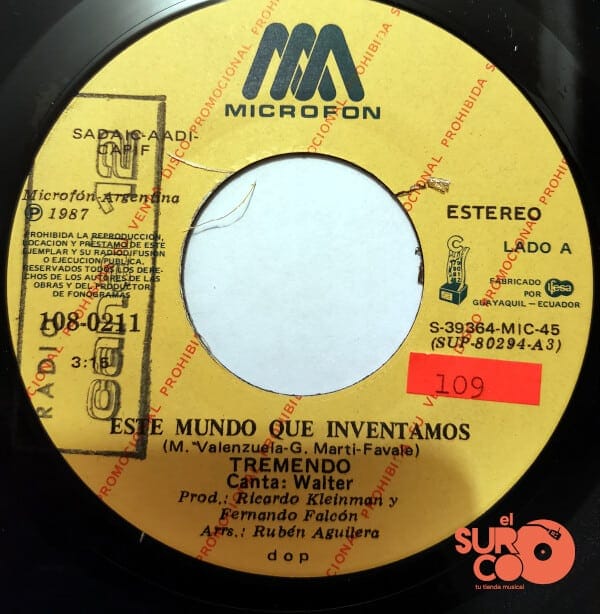 MICROFON
SADAIC-AADI-
CAPIF
Microfón-Argentina
Ⓟ 1987
PROHIBIDA LA REPRODUCCION,
LOCACION Y PRESTAMO DE ESTE
EJEMPLAR Y SU RADIODIFUSION
O EJECUCION PUBLICA.
RESERVADOS TODOS LOS DERE-
CHOS DE LOS AUTORES DE LAS
OBRAS Y DEL PRODUCTOR
DE FONOGRAMAS
108-0211
3:16
RADIO
ESTEREO
LADO A
FABRICADO
POR
ifesa
GUAYAQUIL - ECUADOR
S-39364-MIC-45
(SUP-80294-A3)
109
ESTE MUNDO QUE INVENTAMOS
(M. Valenzuela-G. Marti-Favale)
TREMENDO
Canta: Walter
Prod.: Ricardo Kleinman y
Fernando Falcón
Arrs.: Rubén Aguilera
dop
DISCO PROMOCIONAL PROHIBIDA SU VENTA
el
SURCO
tu tienda musical